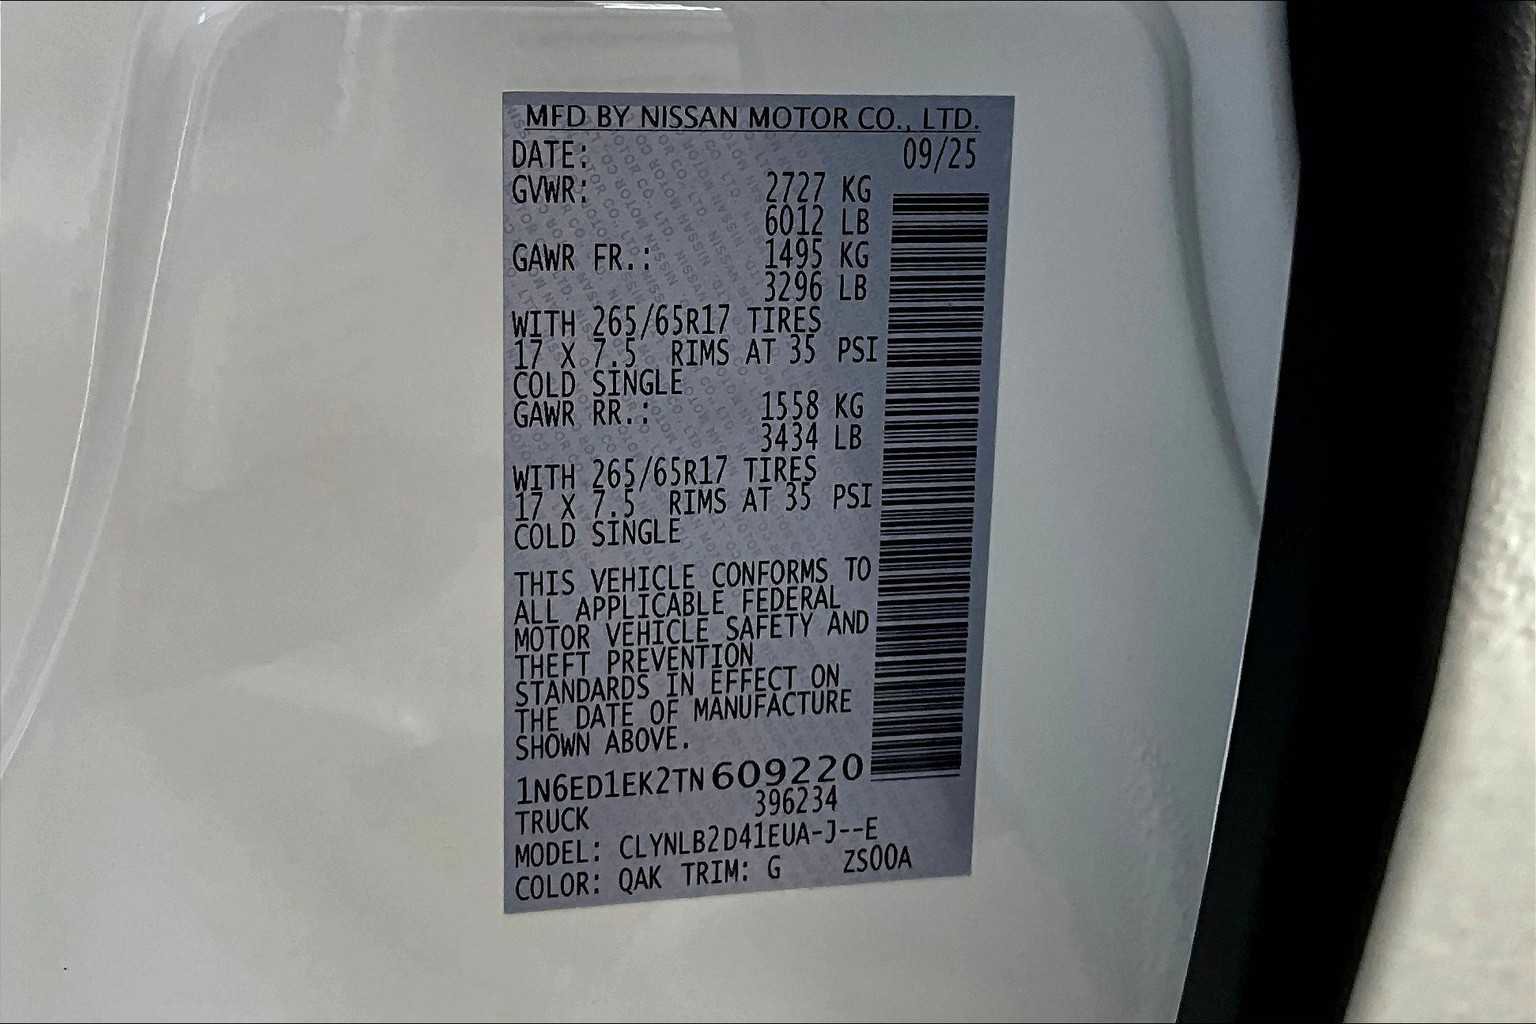 MFD BY NISSAN MOTOR CO., LTD.
DATE: 09/25
GVWR: 2727 KG
6012 LB
GAWR FR.: 1495 KG
3296 LB
WITH 265/65R17 TIRES
17 X 7.5 RIMS AT 35 PSI
COLD SINGLE
GAWR RR.: 1558 KG
3434 LB
WITH 265/65R17 TIRES
17 X 7.5 RIMS AT 35 PSI
COLD SINGLE
THIS VEHICLE CONFORMS TO
ALL APPLICABLE FEDERAL
MOTOR VEHICLE SAFETY AND
THEFT PREVENTION
STANDARDS IN EFFECT ON
THE DATE OF MANUFACTURE
SHOWN ABOVE.
1N6ED1EK2TN609220
TRUCK 396234
MODEL: CLYNLB2D41EUA-J--E
COLOR: QAK TRIM: G ZS00A